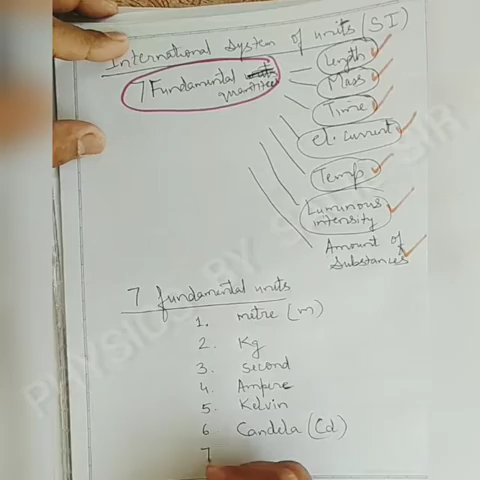 International System of units (SI)
7 Fundamental
quantities
Length
Mass
Time
el. current
Temp
Luminious
intensity
Amount of
Substances
7 fundamental units
1. metre (m)
2. Kg
3. Second
4. Ampere
5. Kelvin
6 Candela (Cd)
7
PHYSICS BY SALIK SIR